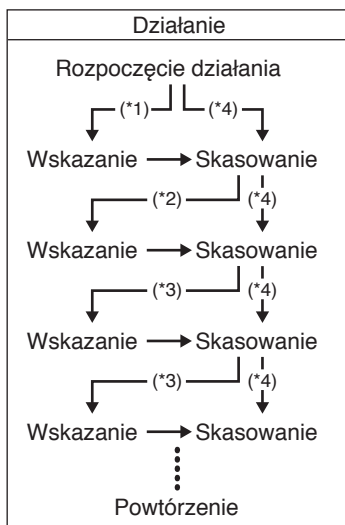 Działanie
Rozpoczęcie działania
(*1) (*4)
Wskazanie Skasowanie
(*2) (*4)
Wskazanie Skasowanie
(*3) (*4)
Wskazanie Skasowanie
(*3) (*4)
Wskazanie Skasowanie
Powtórzenie